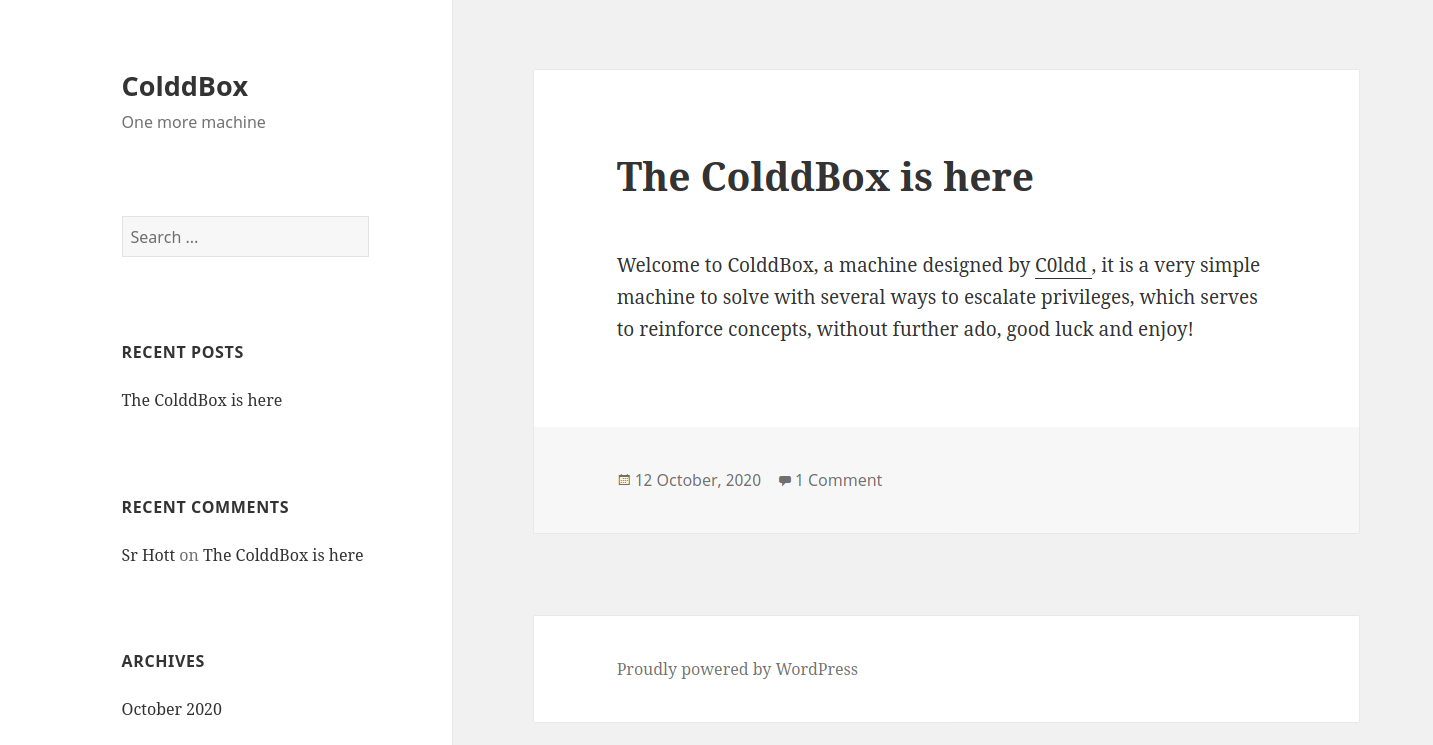 ColddBox
One more machine
Search ...
RECENT POSTS
The ColddBox is here
RECENT COMMENTS
Sr Hott on The ColddBox is here
ARCHIVES
October 2020
The ColddBox is here
Welcome to ColddBox, a machine designed by C0ldd , it is a very simple
machine to solve with several ways to escalate privileges, which serves
to reinforce concepts, without further ado, good luck and enjoy!
12 October, 2020 1 Comment
Proudly powered by WordPress